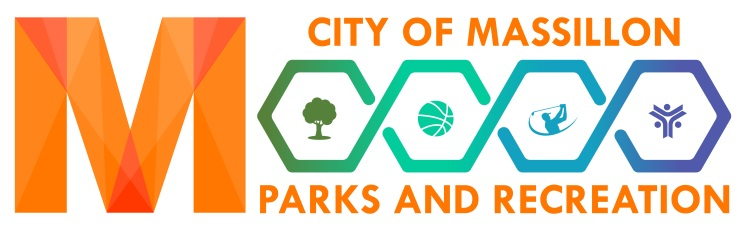 M
CITY OF MASSILLON
PARKS AND RECREATION